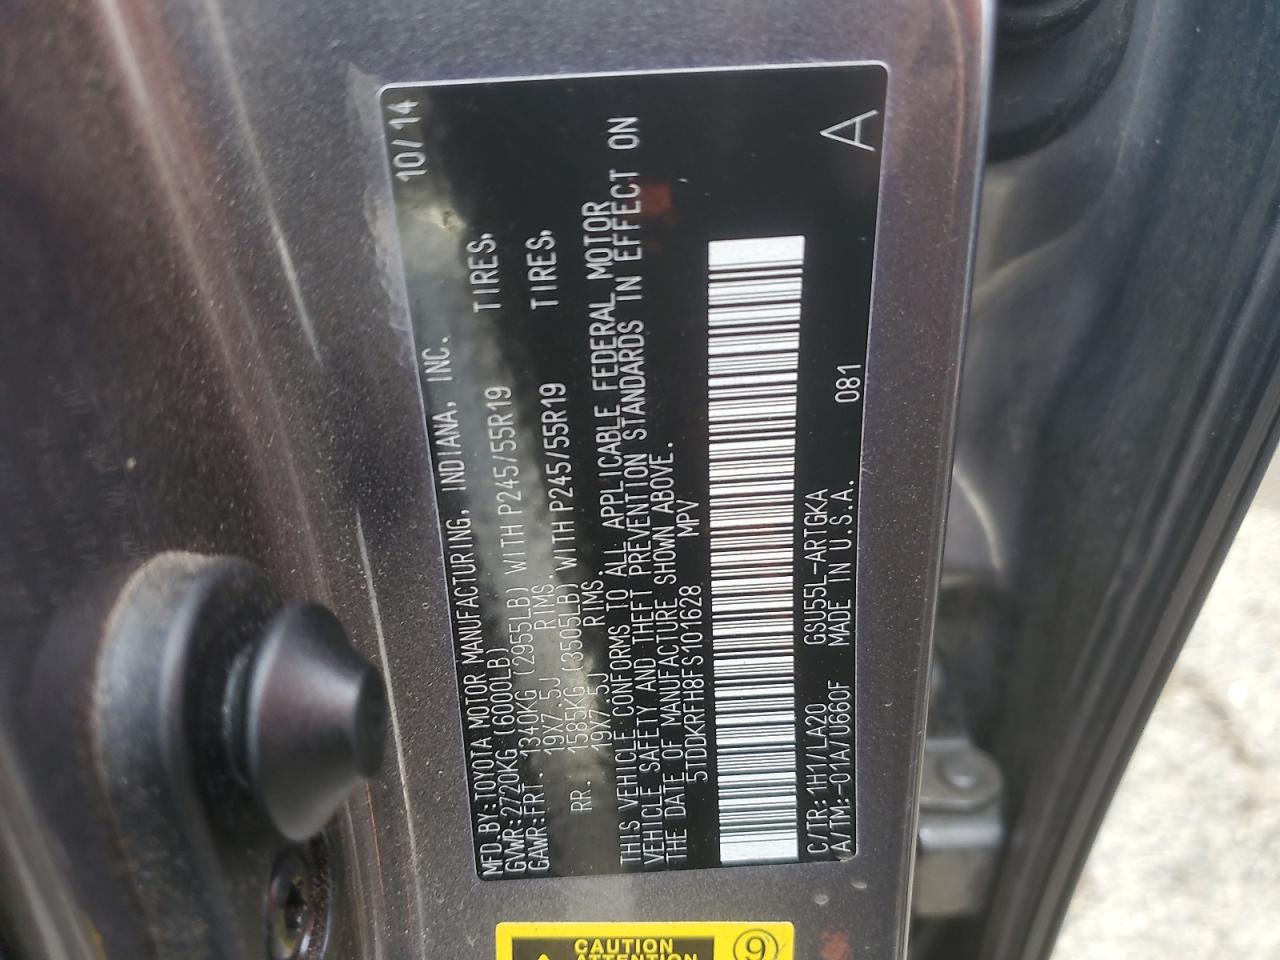 MFD.BY:TOYOTA MOTOR MANUFACTURING, INDIANA, INC. 10/14
GVWR:2720KG (6000LB)
GAWR:FRT. 1340KG (2955LB) WITH P245/55R19 TIRES,
19X7.5J RIMS.
RR. 1585KG (3505LB) WITH P245/55R19 TIRES,
19X7.5J RIMS
THIS VEHICLE CONFORMS TO ALL APPLICABLE FEDERAL MOTOR
VEHICLE SAFETY AND THEFT PREVENTION STANDARDS IN EFFECT ON
THE DATE OF MANUFACTURE SHOWN ABOVE.
5TDDKRFH8FS101628 MPV
C/TR:1H1/LA20 GSU55L-ARTGKA 081 A
A/TM:-01A/U660F MADE IN U.S.A.
CAUTION 9
ATTENTION